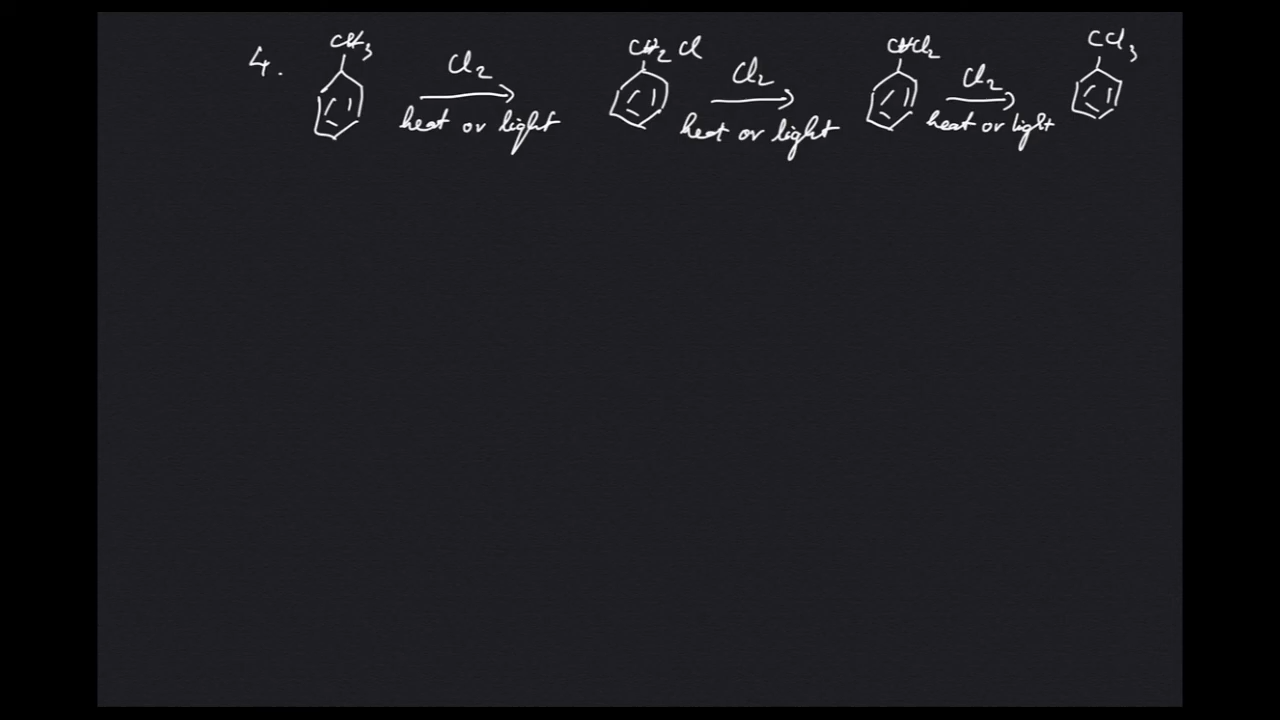 4. CH₃ Cl₂ CH₂Cl Cl₂ CHCl₂ Cl₂ CCl₃
heat or light heat or light heat or light